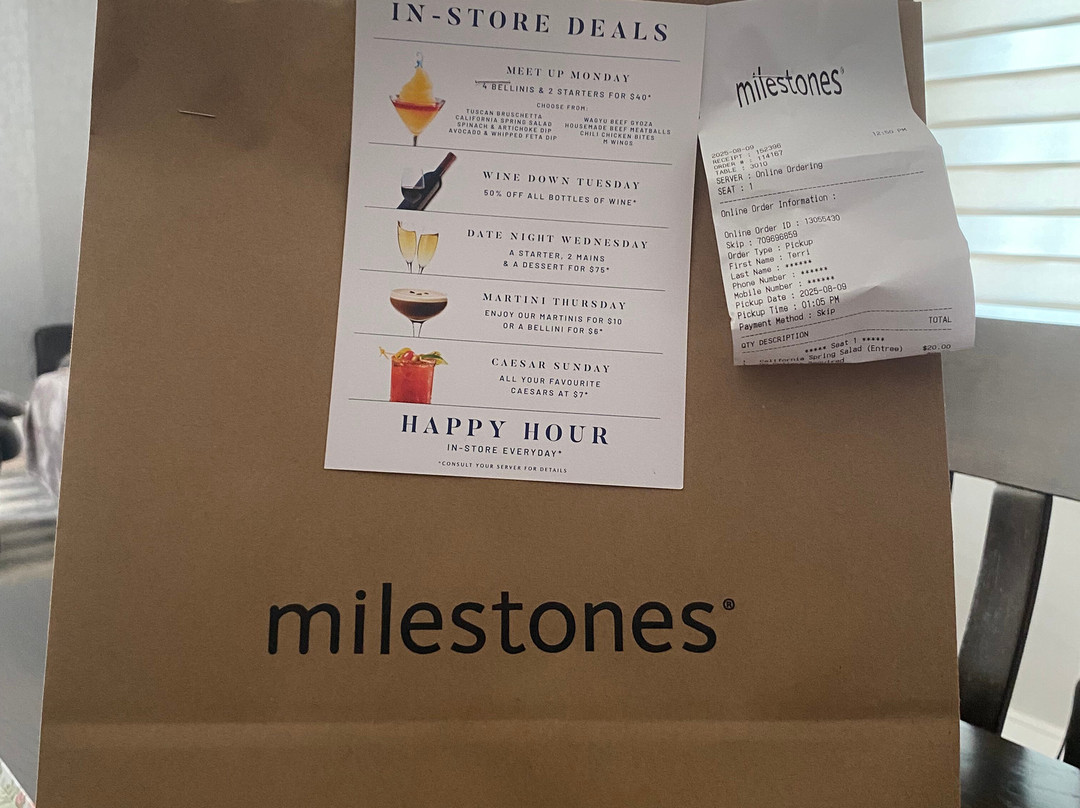 IN-STORE DEALS
MEET UP MONDAY
4 BELLINIS & 2 STARTERS FOR $40*
CHOOSE FROM:
TUSCAN BRUSCHETTA
CALIFORNIA SPRING SALAD
SPINACH & ARTICHOKE DIP
AVOCADO & WHIPPED FETA DIP
WAGYU BEEF GYOZA
HOUSEMADE BEEF MEATBALLS
CHILI CHICKEN BITES
M WINGS
WINE DOWN TUESDAY
50% OFF ALL BOTTLES OF WINE*
DATE NIGHT WEDNESDAY
A STARTER, 2 MAINS
& A DESSERT FOR $75*
MARTINI THURSDAY
ENJOY OUR MARTINIS FOR $10
OR A BELLINI FOR $6*
CAESAR SUNDAY
ALL YOUR FAVOURITE
CAESARS AT $7*
HAPPY HOUR
IN-STORE EVERYDAY*
*CONSULT YOUR SERVER FOR DETAILS
milestones®
2025-08-09 12:50 PM
RECEIPT : 152396
ORDER # : 114167
TABLE : 3010
SERVER : Online Ordering
SEAT : 1
Online Order Information :
Online Order ID : 13055430
Skip : 709696859
Order Type : Pickup
First Name : Terri
Last Name : ******
Phone Number : ******
Mobile Number : ******
Pickup Date : 2025-08-09
Pickup Time : 01:05 PM
Payment Method : Skip
QTY DESCRIPTION TOTAL
***** Seat 1 *****
California Spring Salad (Entree) $20.00
milestones®